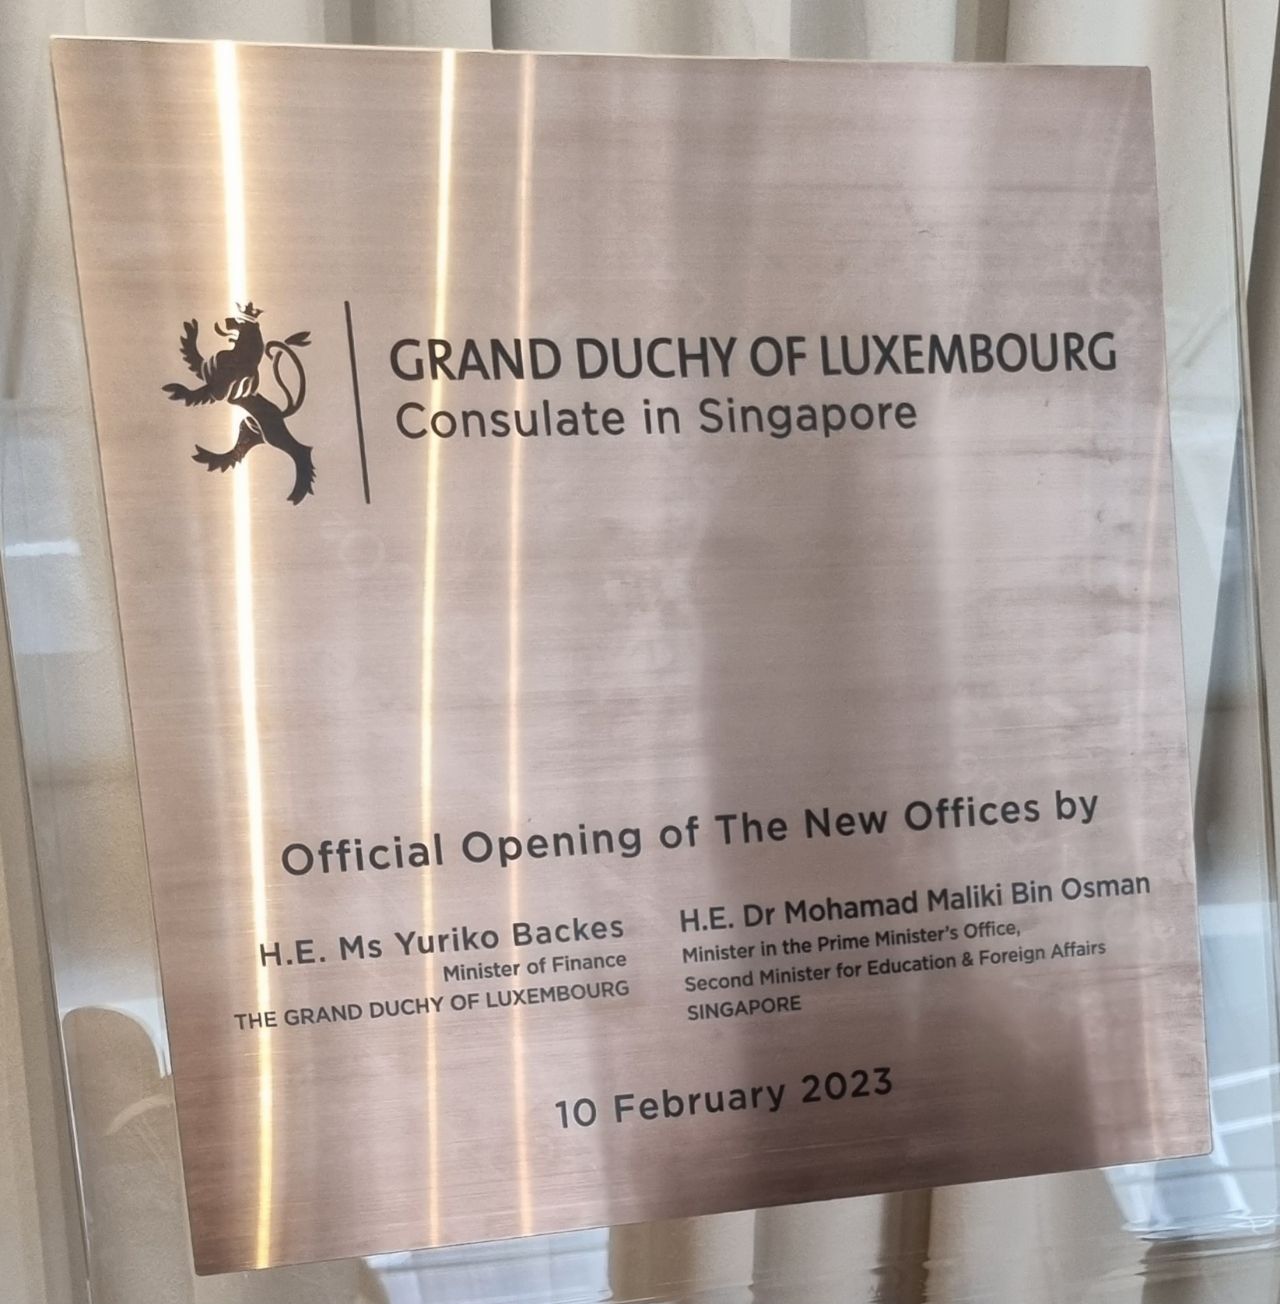 GRAND DUCHY OF LUXEMBOURG
Consulate in Singapore
Official Opening of The New Offices by
H.E. Ms Yuriko Backes
Minister of Finance
THE GRAND DUCHY OF LUXEMBOURG
H.E. Dr Mohamad Maliki Bin Osman
Minister in the Prime Minister's Office,
Second Minister for Education & Foreign Affairs
SINGAPORE
10 February 2023